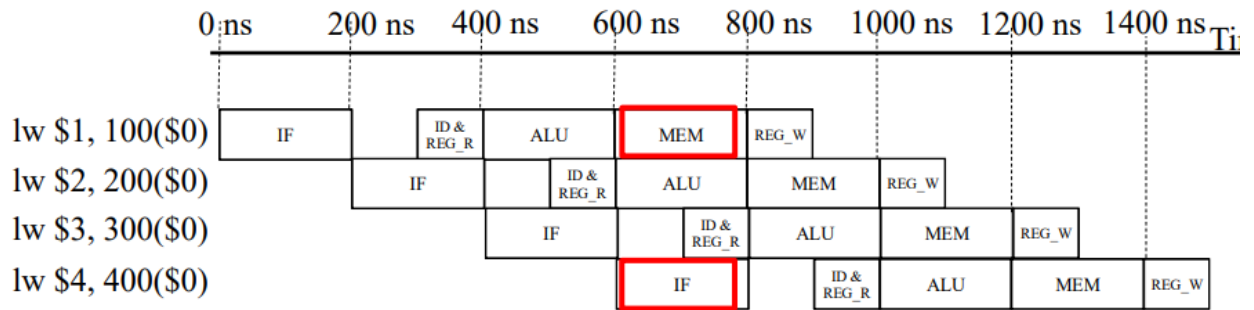 0 ns 200 ns 400 ns 600 ns 800 ns 1000 ns 1200 ns 1400 ns
lw $1, 100($0) IF ID & REG_R ALU MEM REG_W
lw $2, 200($0) IF ID & REG_R ALU MEM REG_W
lw $3, 300($0) IF ID & REG_R ALU MEM REG_W
lw $4, 400($0) IF ID & REG_R ALU MEM REG_W